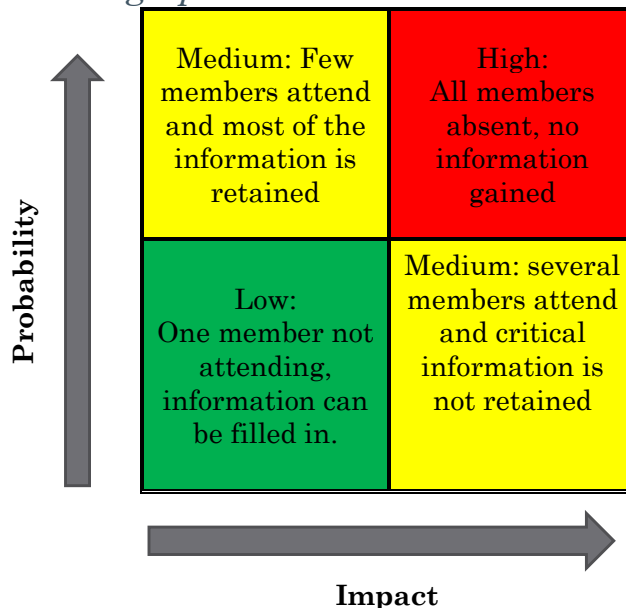 Medium: Few
members attend
and most of the
information is
retained
High:
All members
absent, no
information
gained
Probability
Low:
One member not
attending,
information can
be filled in.
Medium: several
members attend
and critical
information is
not retained
Impact